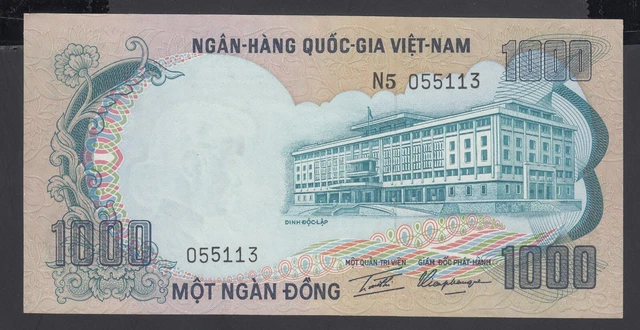 NGÂN-HÀNG QUỐC-GIA VIỆT-NAM
1000
N5 055113
DINH ĐỘC-LẬP
1000
055113
MỘT QUẢN-TRỊ-VIÊN
GIÁM ĐỐC PHÁT-HÀNH
1000
MỘT NGÀN ĐỒNG